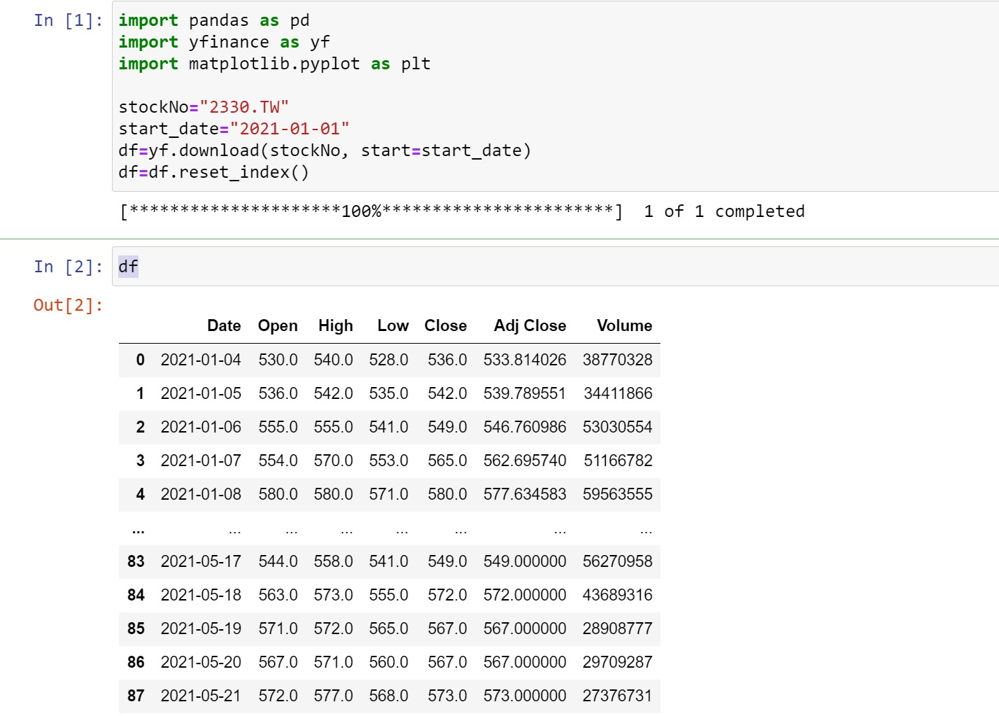 In [1]: import pandas as pd
import yfinance as yf
import matplotlib.pyplot as plt
stockNo="2330.TW"
start_date="2021-01-01"
df=yf.download(stockNo, start=start_date)
df=df.reset_index()
[*********************100%***********************] 1 of 1 completed
In [2]: df
Out[2]:
Date Open High Low Close Adj Close Volume
0 2021-01-04 530.0 540.0 528.0 536.0 533.814026 38770328
1 2021-01-05 536.0 542.0 535.0 542.0 539.789551 34411866
2 2021-01-06 555.0 555.0 541.0 549.0 546.760986 53030554
3 2021-01-07 554.0 570.0 553.0 565.0 562.695740 51166782
4 2021-01-08 580.0 580.0 571.0 580.0 577.634583 59563555
... ... ... ... ... ... ... ...
83 2021-05-17 544.0 558.0 541.0 549.0 549.000000 56270958
84 2021-05-18 563.0 573.0 555.0 572.0 572.000000 43689316
85 2021-05-19 571.0 572.0 565.0 567.0 567.000000 28908777
86 2021-05-20 567.0 571.0 560.0 567.0 567.000000 29709287
87 2021-05-21 572.0 577.0 568.0 573.0 573.000000 27376731